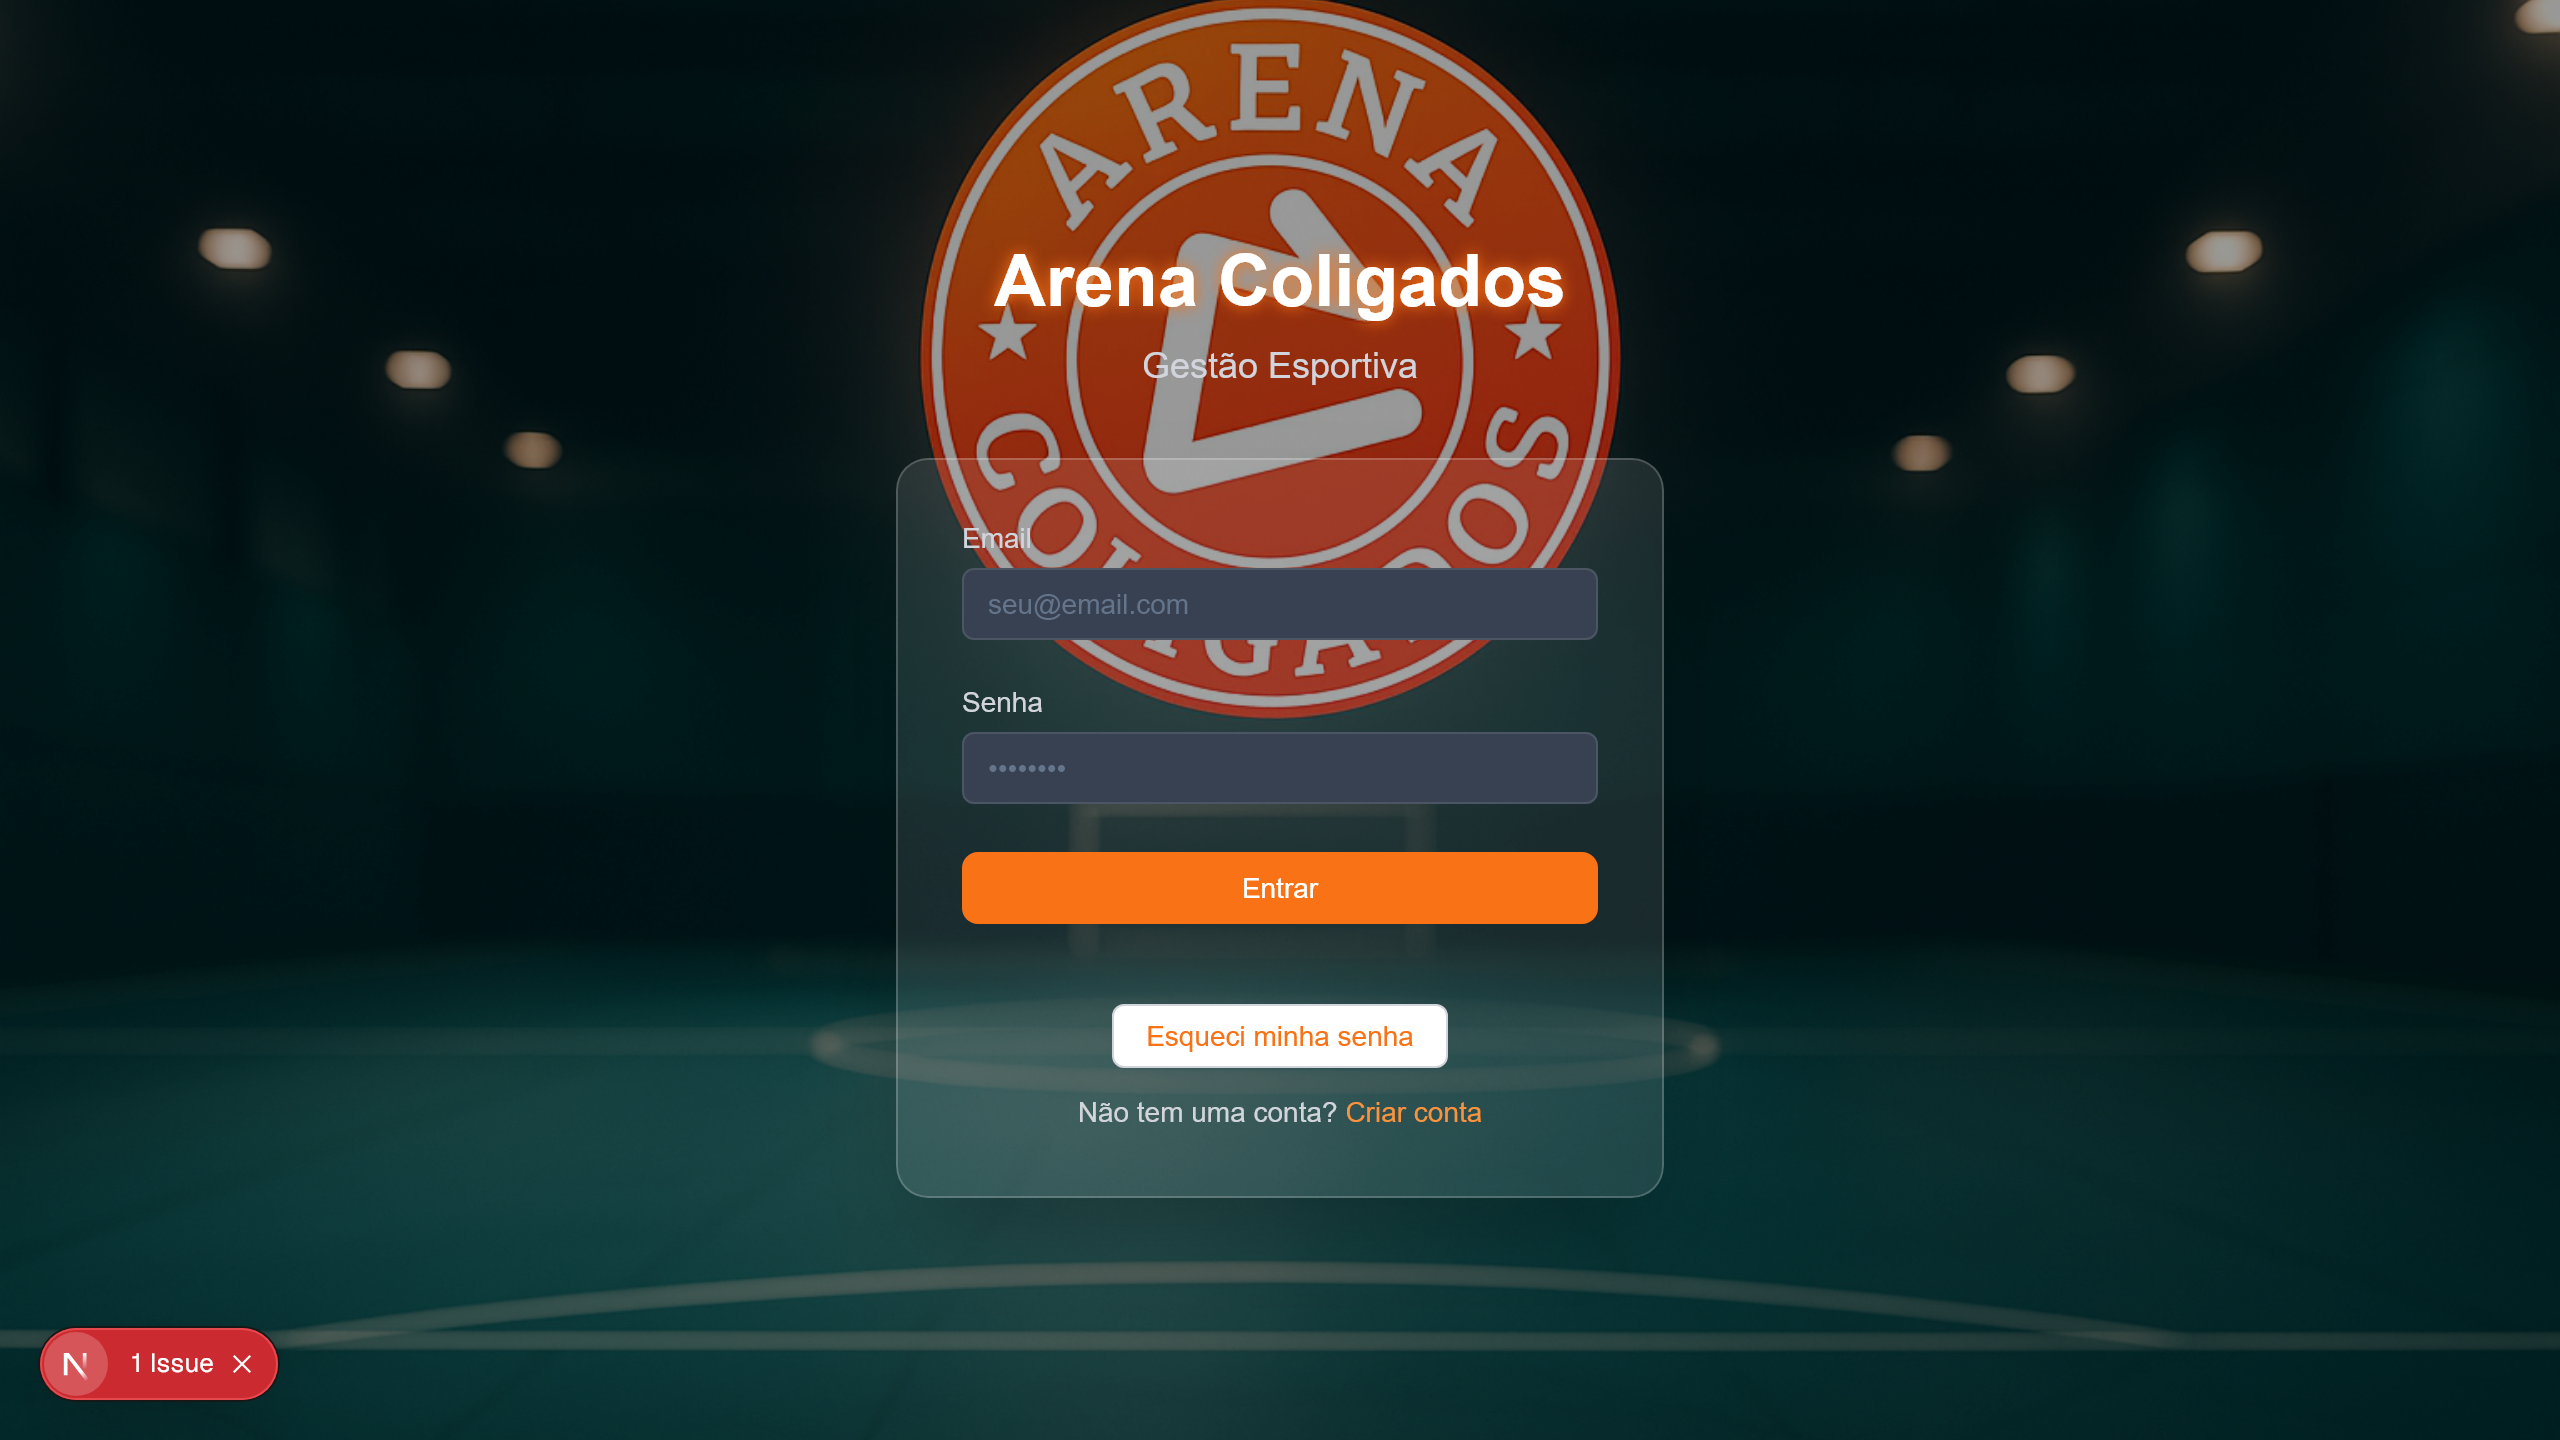 ARENA
Arena Coligados
Gestão Esportiva
Email
seu@email.com
Senha
••••••••
Entrar
Esqueci minha senha
Não tem uma conta? Criar conta
N 1 Issue